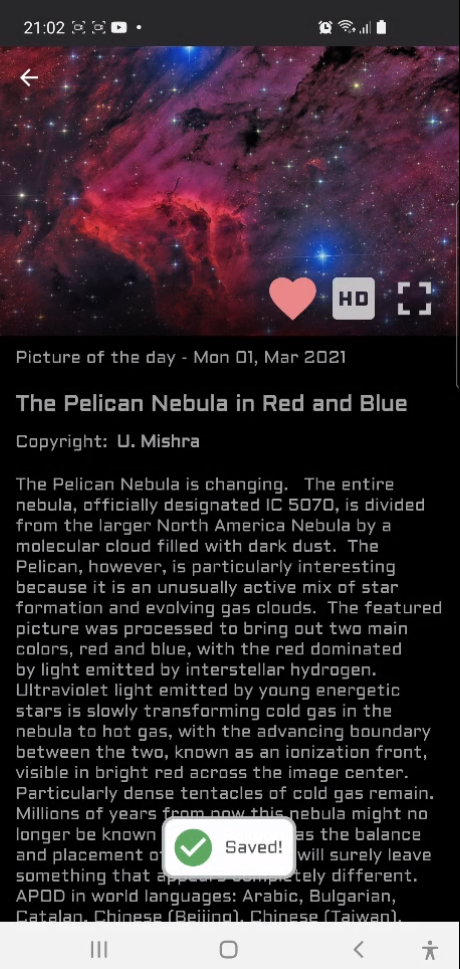 21:02
HD
Picture of the day - Mon 01, Mar 2021
The Pelican Nebula in Red and Blue
Copyright: U. Mishra
The Pelican Nebula is changing. The entire
nebula, officially designated IC 5070, is divided
from the larger North America Nebula by a
molecular cloud filled with dark dust. The
Pelican, however, is particularly interesting
because it is an unusually active mix of star
formation and evolving gas clouds. The featured
picture was processed to bring out two main
colors, red and blue, with the red dominated
by light emitted by interstellar hydrogen.
Ultraviolet light emitted by young energetic
stars is slowly transforming cold gas in the
nebula to hot gas, with the advancing boundary
between the two, known as an ionization front,
visible in bright red across the image center.
Particularly dense tentacles of cold gas remain.
Millions of years from now this nebula might no
longer be known as the balance
and placement will surely leave
something that appears completely different.
APOD in world languages: Arabic, Bulgarian,
Catalan, Chinese (Beijing), Chinese (Taiwan),
Saved!